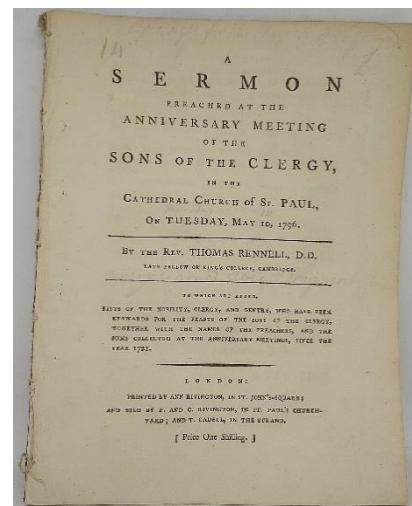 14
A
SERMON
PREACHED AT THE
ANNIVERSARY MEETING
OF THE
SONS OF THE CLERGY,
IN THE
CATHEDRAL CHURCH of ST. PAUL,
ON TUESDAY, MAY 10, 1796.
BY THE REV. THOMAS RENNELL, D.D.
LATE FELLOW OF KING'S COLLEGE, CAMBRIDGE.
TO WHICH ARE ADDED,
LISTS OF THE NOBILITY, CLERGY, AND GENTRY, WHO HAVE BEEN
STEWARDS FOR THE FEASTS OF THE SONS OF THE CLERGY,
TOGETHER WITH THE NAMES OF THE PREACHERS, AND THE
SUMS COLLECTED AT THE ANNIVERSARY MEETINGS, SINCE THE
YEAR 1721.
LONDON:
PRINTED BY ANN RIVINGTON, IN ST. JOHN'S-SQUARE;
AND SOLD BY F. AND C. RIVINGTON, IN ST. PAUL'S CHURCH-
YARD; AND T. CADELL, IN THE STRAND.
[ Price One Shilling. ]